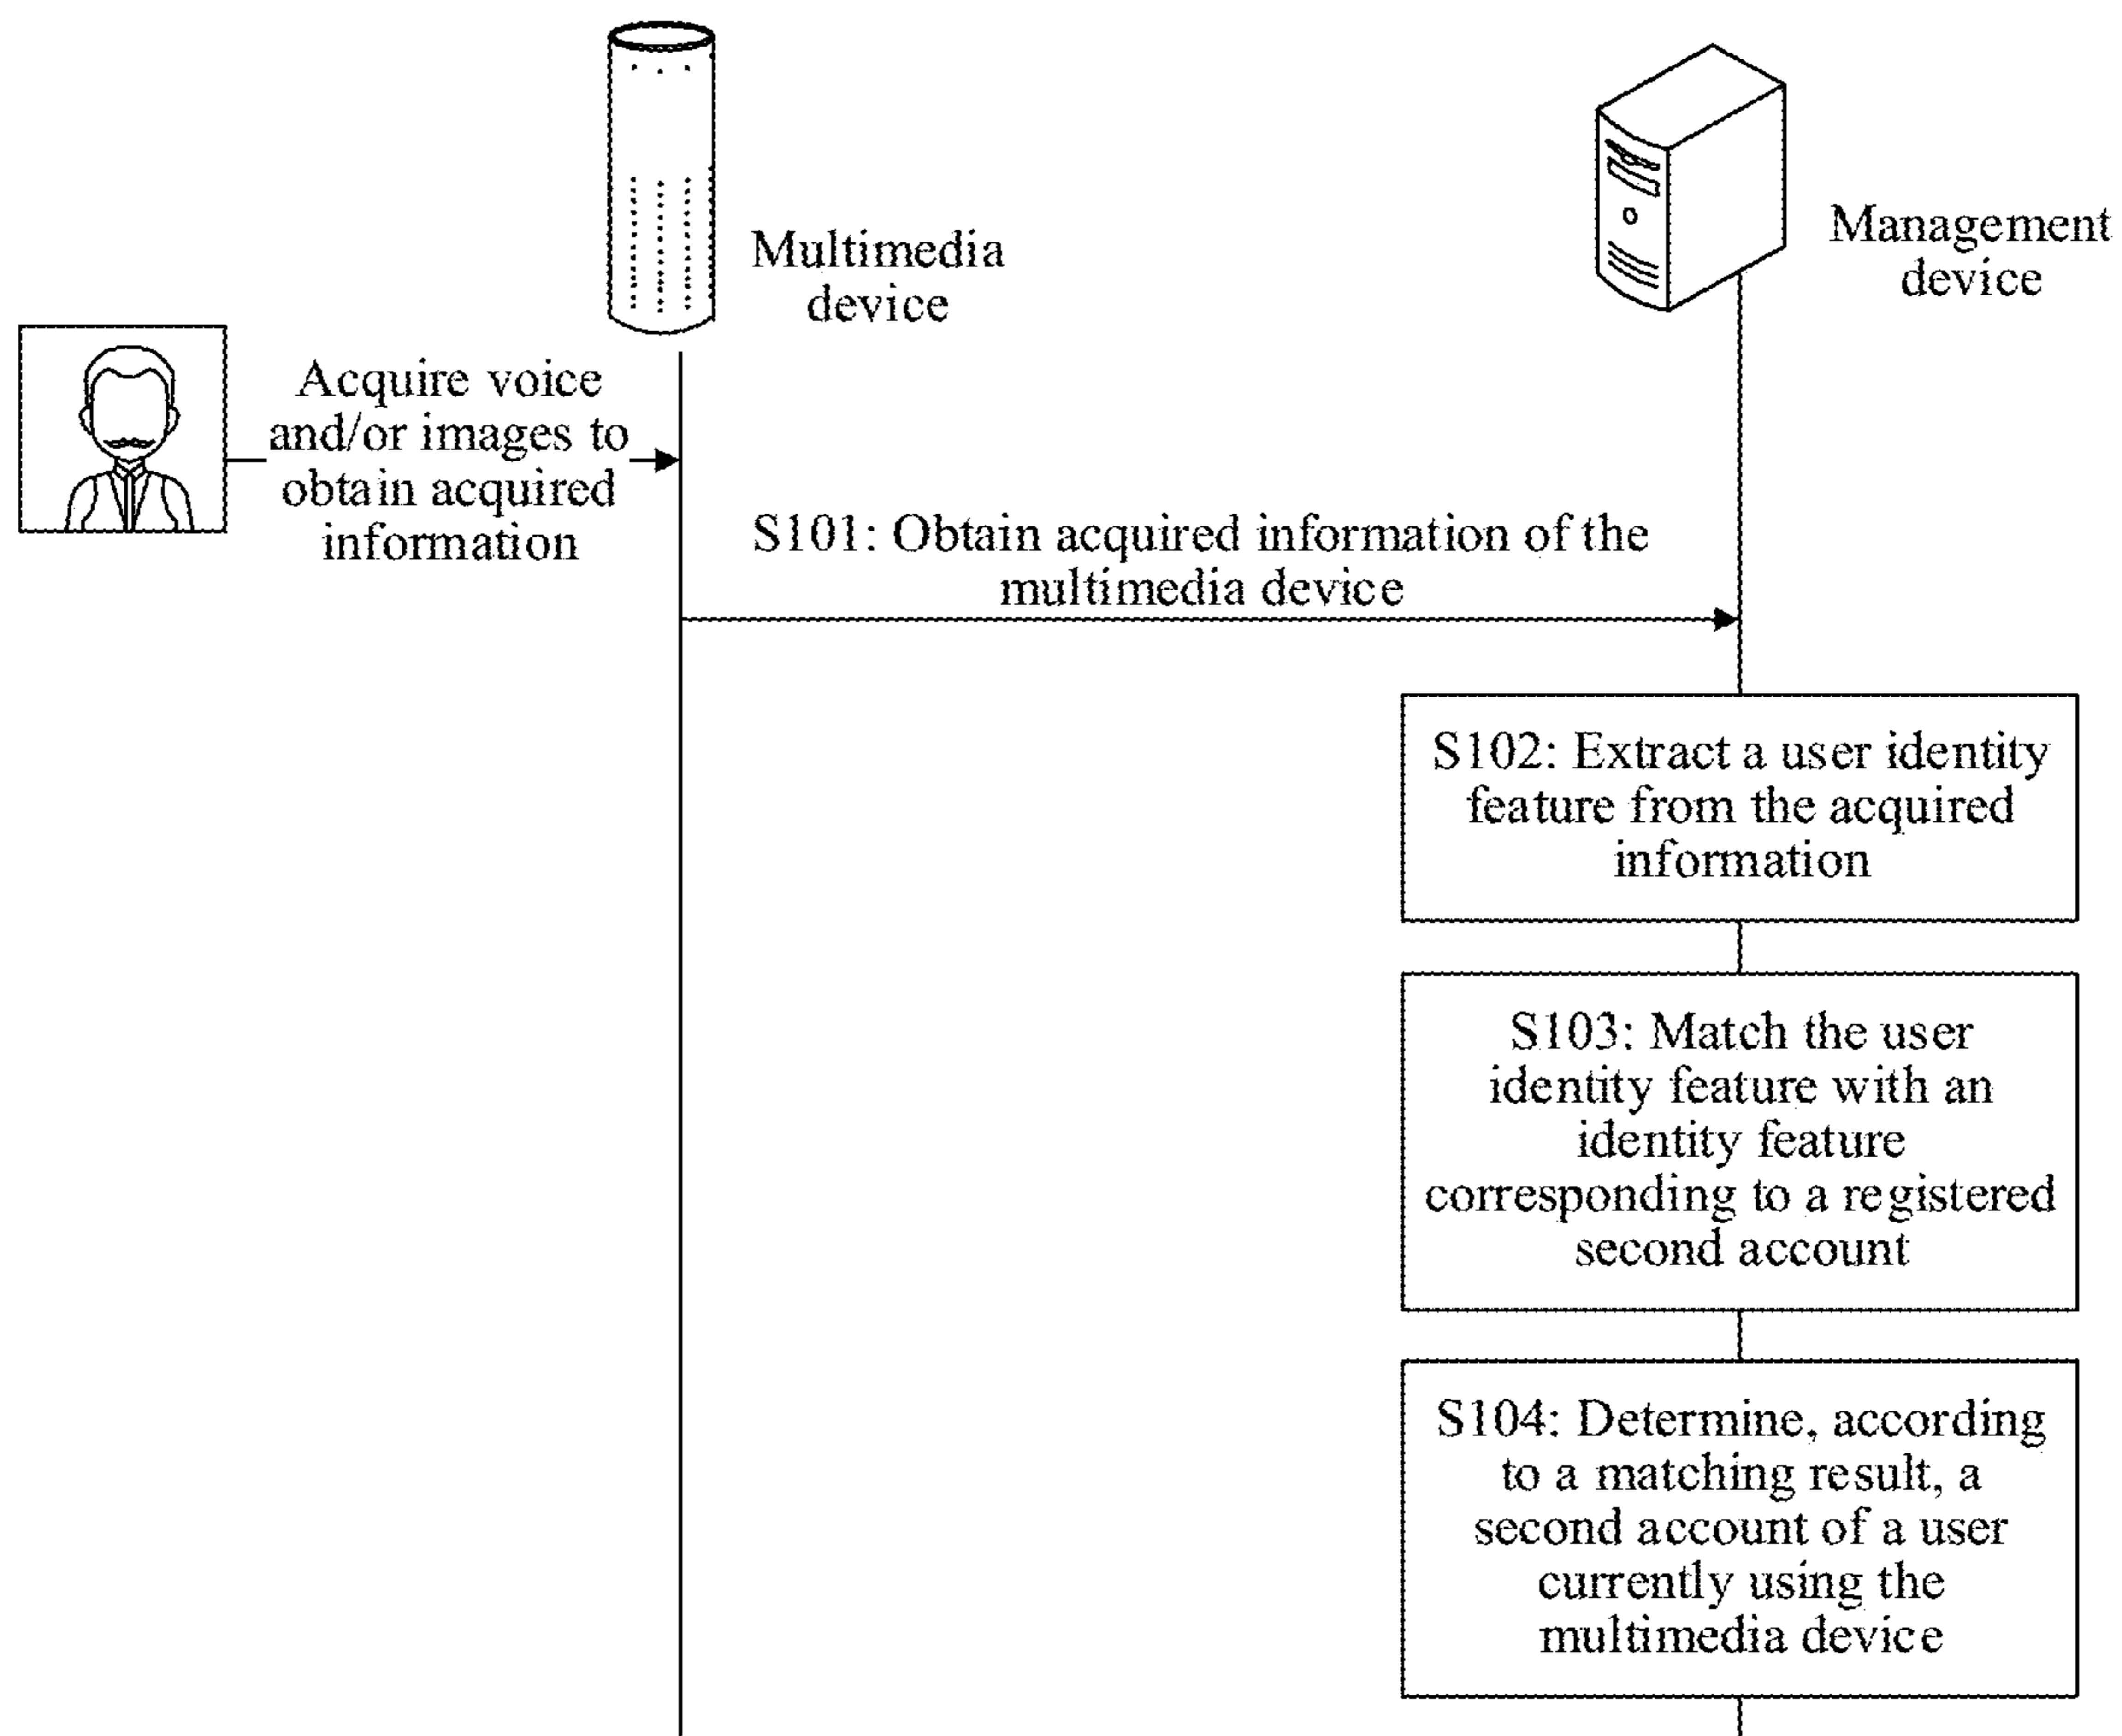 Multimedia
device
Management
device
Acquire voice
and/or images to
obtain acquired
information
S101: Obtain acquired information of the
multimedia device
S102: Extract a user identity
feature from the acquired
information
S103: Match the user
identity feature with an
identity feature
corresponding to a registered
second account
S104: Determine, according
to a matching result, a
second account of a user
currently using the
multimedia device